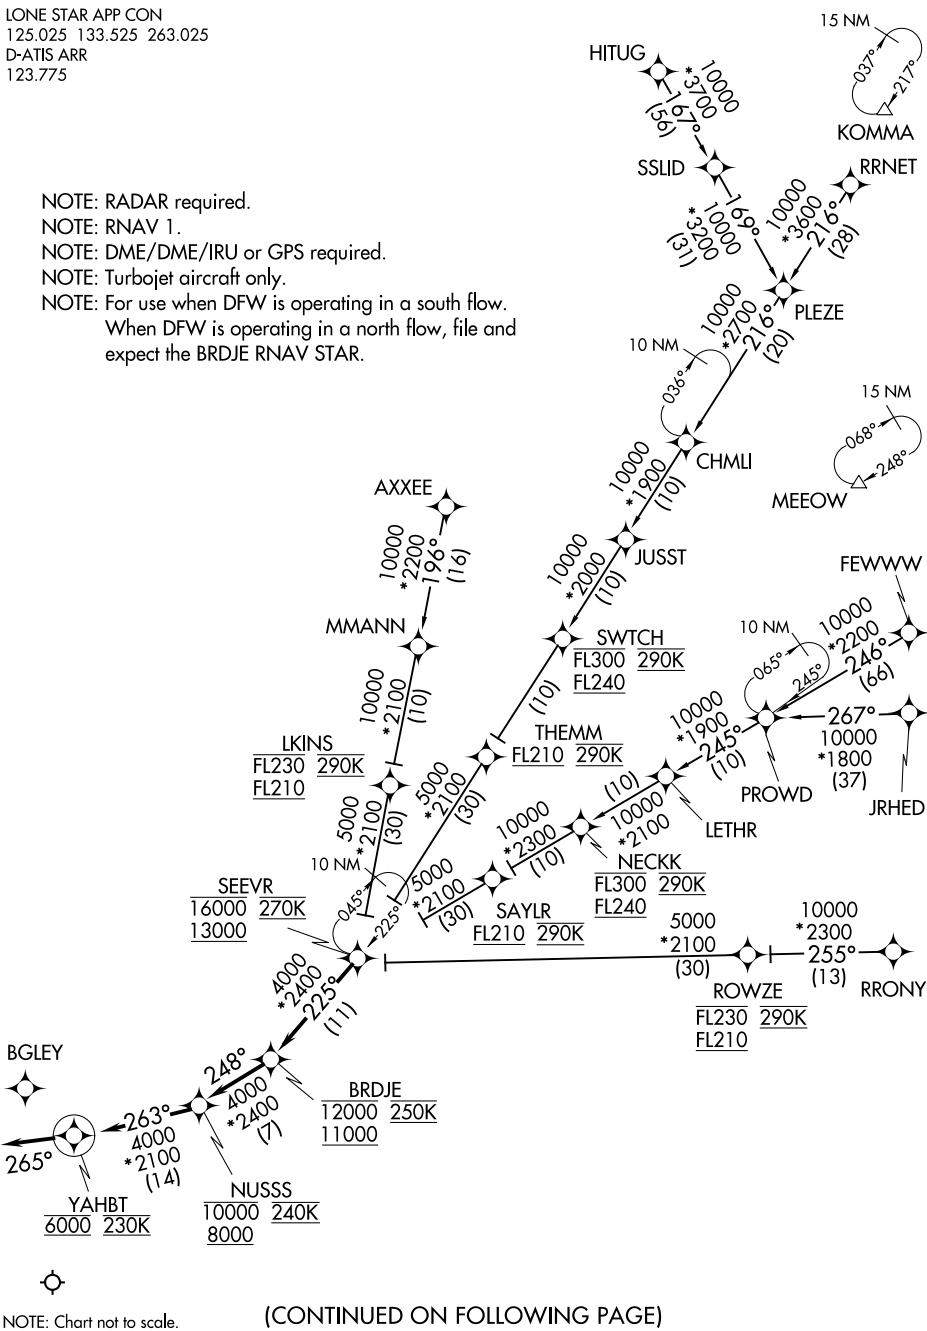 LONE STAR APP CON
125.025 133.525 263.025
D-ATIS ARR
123.775
15 NM
037°
217°
KOMMA
HITUG
10000
*3700
167°
(56)
SSLID
RRNET
10000
*3600
216°
(28)
169°
10000
*3200
(31)
NOTE: RADAR required.
NOTE: RNAV 1.
NOTE: DME/DME/IRU or GPS required.
NOTE: Turbojet aircraft only.
NOTE: For use when DFW is operating in a south flow.
When DFW is operating in a north flow, file and
expect the BRDJE RNAV STAR.
PLEZE
10000
*2700
216°
(20)
10 NM
036°
CHMLI
15 NM
068°
248°
MEEOW
10000
*1900
(10)
AXXEE
10000
*2200
196°
(16)
JUSST
10000
*2000
(10)
FEWWW
10000
*2200
246°
(66)
MMANN
SWTCH
FL300 290K
FL240
10 NM
065°
245°
10000
*2100
(10)
(10)
10000
*1900
245°
(10)
267°
10000
*1800
(37)
LKINS
FL230 290K
FL210
THEMM
FL210 290K
PROWD
JRHED
LETHR
5000
*2100
(30)
5000
*2100
(30)
(10)
10000
*2100
10000
*2300
(10)
NECKK
FL300 290K
FL240
10 NM
045°
225°
SEEVR
16000 270K
13000
5000
*2100
(30)
SAYLR
FL210 290K
5000
*2100
(30)
10000
*2300
255°
(13)
ROWZE
FL230 290K
FL210
RRONY
4000
*2400
225°
(11)
BGLEY
248°
4000
*2400
(7)
BRDJE
12000 250K
11000
263°
4000
*2100
(14)
265°
YAHBT
6000 230K
NUSSS
10000 240K
8000
NOTE: Chart not to scale.
(CONTINUED ON FOLLOWING PAGE)